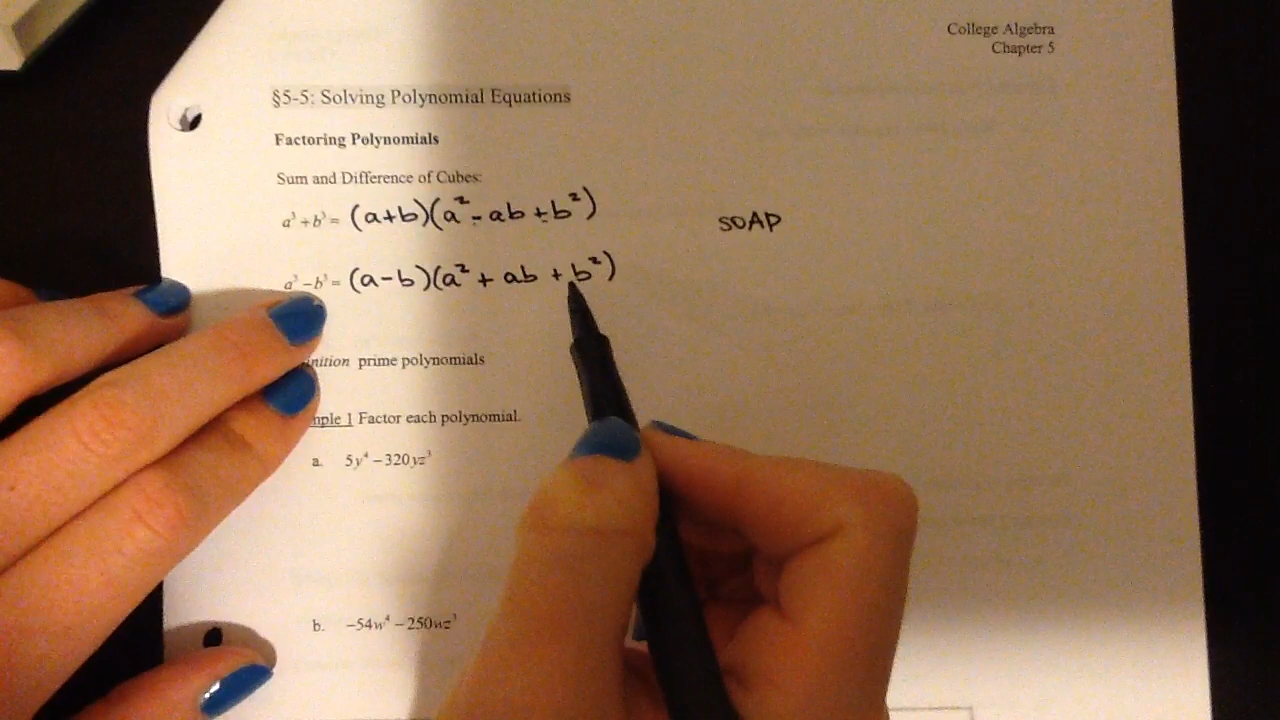 College Algebra
Chapter 5
§5-5: Solving Polynomial Equations
Factoring Polynomials
Sum and Difference of Cubes:
a³ + b³ = (a+b)(a² - ab + b²)
SOAP
a³ − b³ = (a-b)(a² + ab + b²)
prime polynomials
1 Factor each polynomial.
a. 5y⁴ − 320yz³
b. −54w⁴ − 250wz³